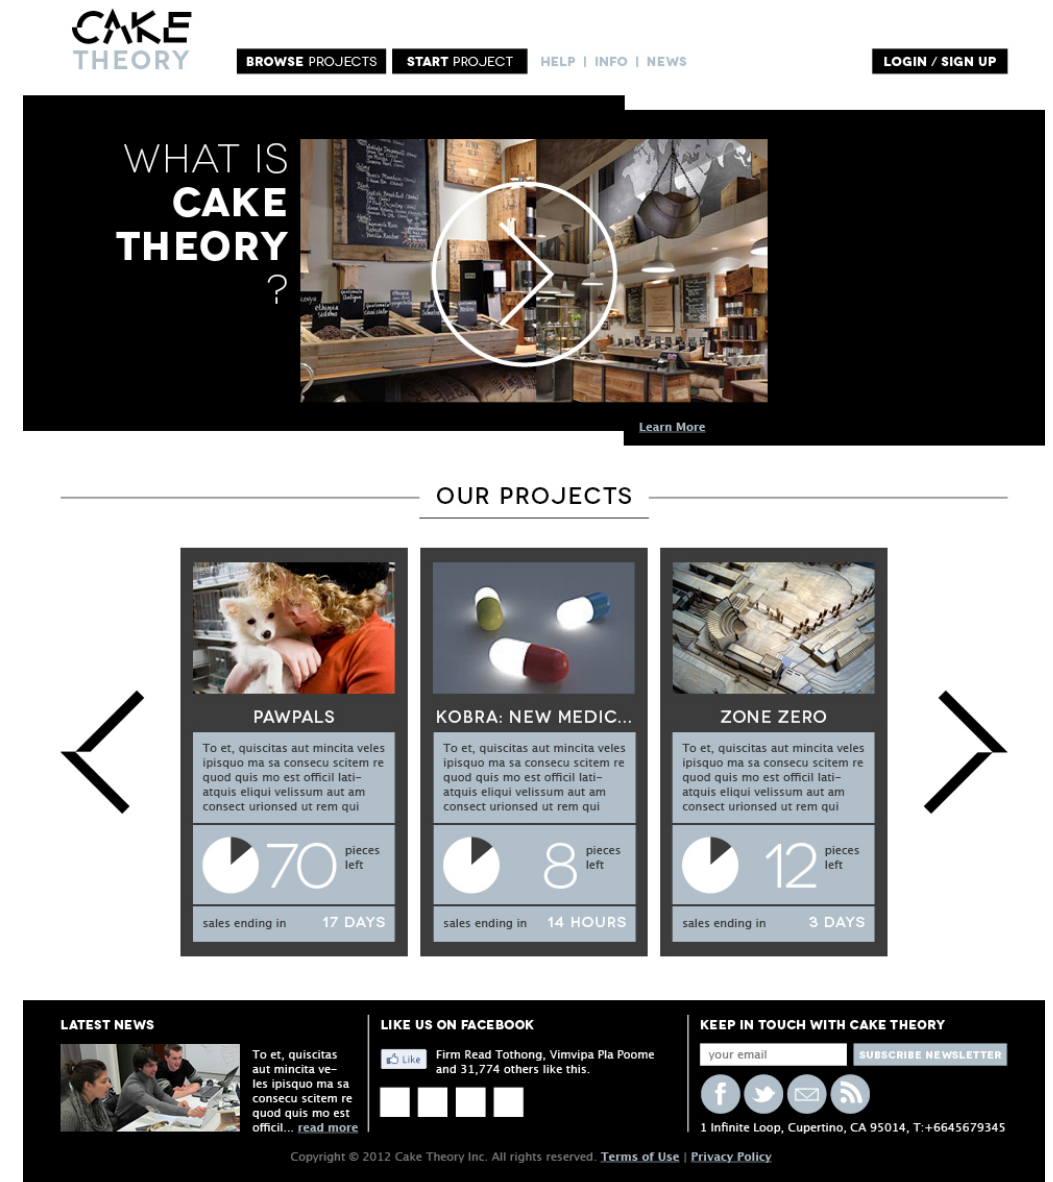 CAKE
THEORY
BROWSE PROJECTS
START PROJECT
HELP | INFO | NEWS
LOGIN / SIGN UP
WHAT IS
CAKE
THEORY
?
Learn More
OUR PROJECTS
PAWPALS
To et, quiscitas aut mincita veles
ipisquo ma sa consecu scitem re
quod quis mo est officil lati-
atquis eliqui velissum aut am
consect urionsed ut rem qui
70 pieces
left
sales ending in 17 DAYS
KOBRA: NEW MEDIC...
To et, quiscitas aut mincita veles
ipisquo ma sa consecu scitem re
quod quis mo est officil lati-
atquis eliqui velissum aut am
consect urionsed ut rem qui
8 pieces
left
sales ending in 14 HOURS
ZONE ZERO
To et, quiscitas aut mincita veles
ipisquo ma sa consecu scitem re
quod quis mo est officil lati-
atquis eliqui velissum aut am
consect urionsed ut rem qui
12 pieces
left
sales ending in 3 DAYS
LATEST NEWS
To et, quiscitas
aut mincita ve-
les ipisquo ma sa
consecu scitem re
quod quis mo est
officil... read more
LIKE US ON FACEBOOK
Like
Firm Read Tothong, Vimvipa Pla Poome
and 31,774 others like this.
KEEP IN TOUCH WITH CAKE THEORY
your email
SUBSCRIBE NEWSLETTER
1 Infinite Loop, Cupertino, CA 95014, T:+6645679345
Copyright © 2012 Cake Theory Inc. All rights reserved. Terms of Use | Privacy Policy